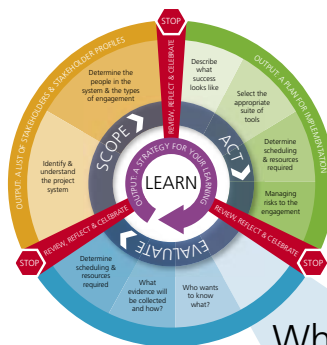 STOP
REVIEW, REFLECT & CELEBRATE
OUTPUT: A LIST OF STAKEHOLDERS & STAKEHOLDER PROFILES
Determine the
people in the
system & the types
of engagement
Identify &
understand the
project system
SCOPE
Describe
what
success
looks like
Select the
appropriate
suite of
tools
Determine
scheduling
& resources
required
Managing
risks to the
engagement
ACT
OUTPUT: A PLAN FOR IMPLEMENTATION
OUTPUT: A STRATEGY FOR YOUR LEARNING
LEARN
REVIEW, REFLECT & CELEBRATE
STOP
REVIEW, REFLECT & CELEBRATE
STOP
EVALUATE
Determine
scheduling &
resources
required
What
evidence will
be collected
and how?
Who wants
to know
what?
Wh